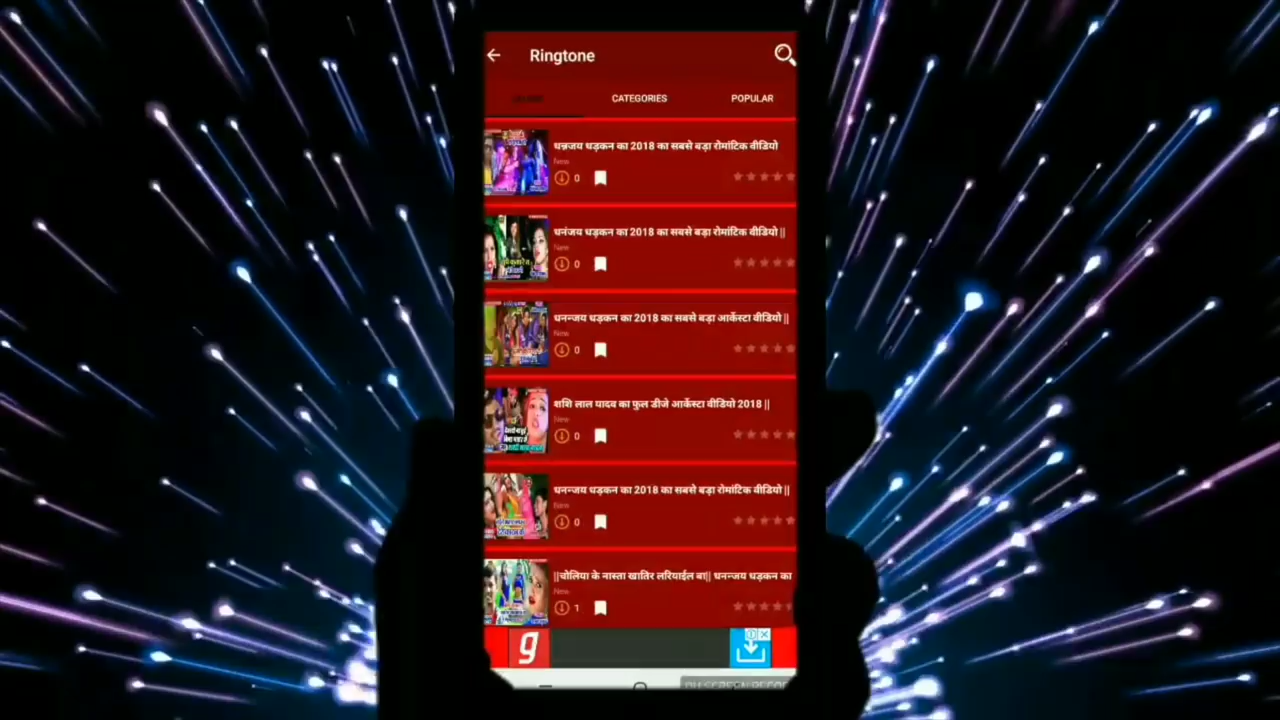 Ringtone
CATEGORIES
POPULAR
धन्नजय धड़कन का 2018 का सबसे बड़ा रोमांटिक वीडियो
New
0
धनंजय धड़कन का 2018 का सबसे बड़ा रोमांटिक वीडियो ||
New
0
धनन्जय धड़कन का 2018 का सबसे बड़ा आर्केस्टा वीडियो ||
New
0
शशि लाल यादव का फुल डीजे आर्केस्टा वीडियो 2018 ||
New
0
धनन्जय धड़कन का 2018 का सबसे बड़ा रोमांटिक वीडियो ||
New
0
||चोलिया के नास्ता खातिर लरियाईल बा|| धनन्जय धड़कन का
New
1
g